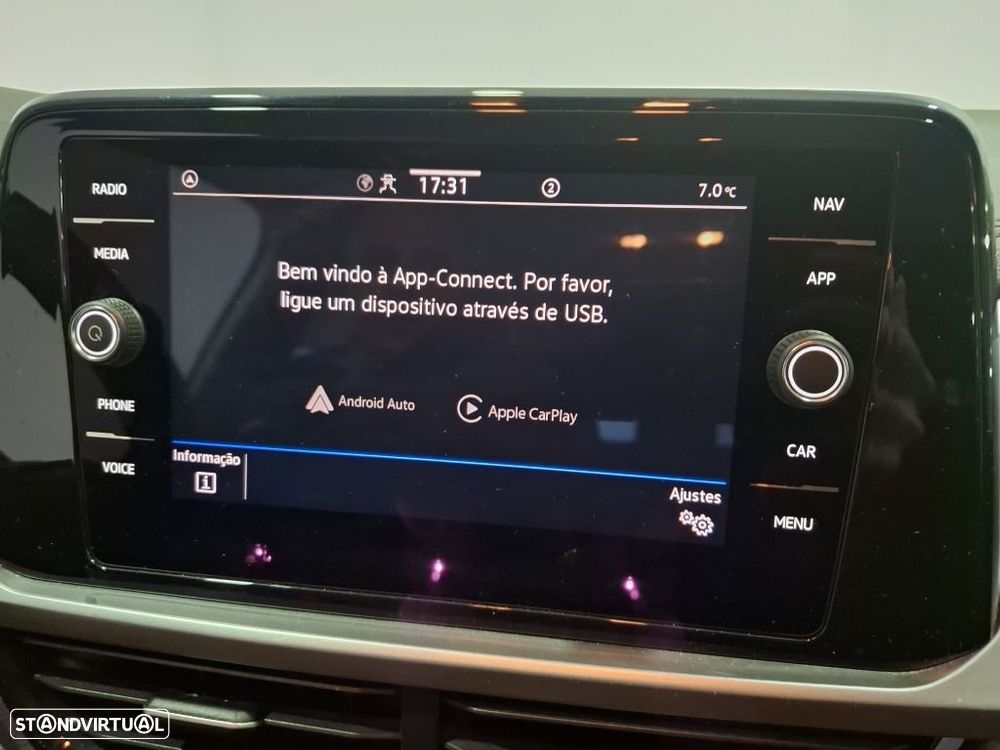 RADIO
MEDIA
PHONE
VOICE
17:31
2
7.0°C
Bem vindo à App-Connect. Por favor,
ligue um dispositivo através de USB.
Android Auto
Apple CarPlay
Informação
i
Ajustes
NAV
APP
CAR
MENU
STANDVIRTUAL